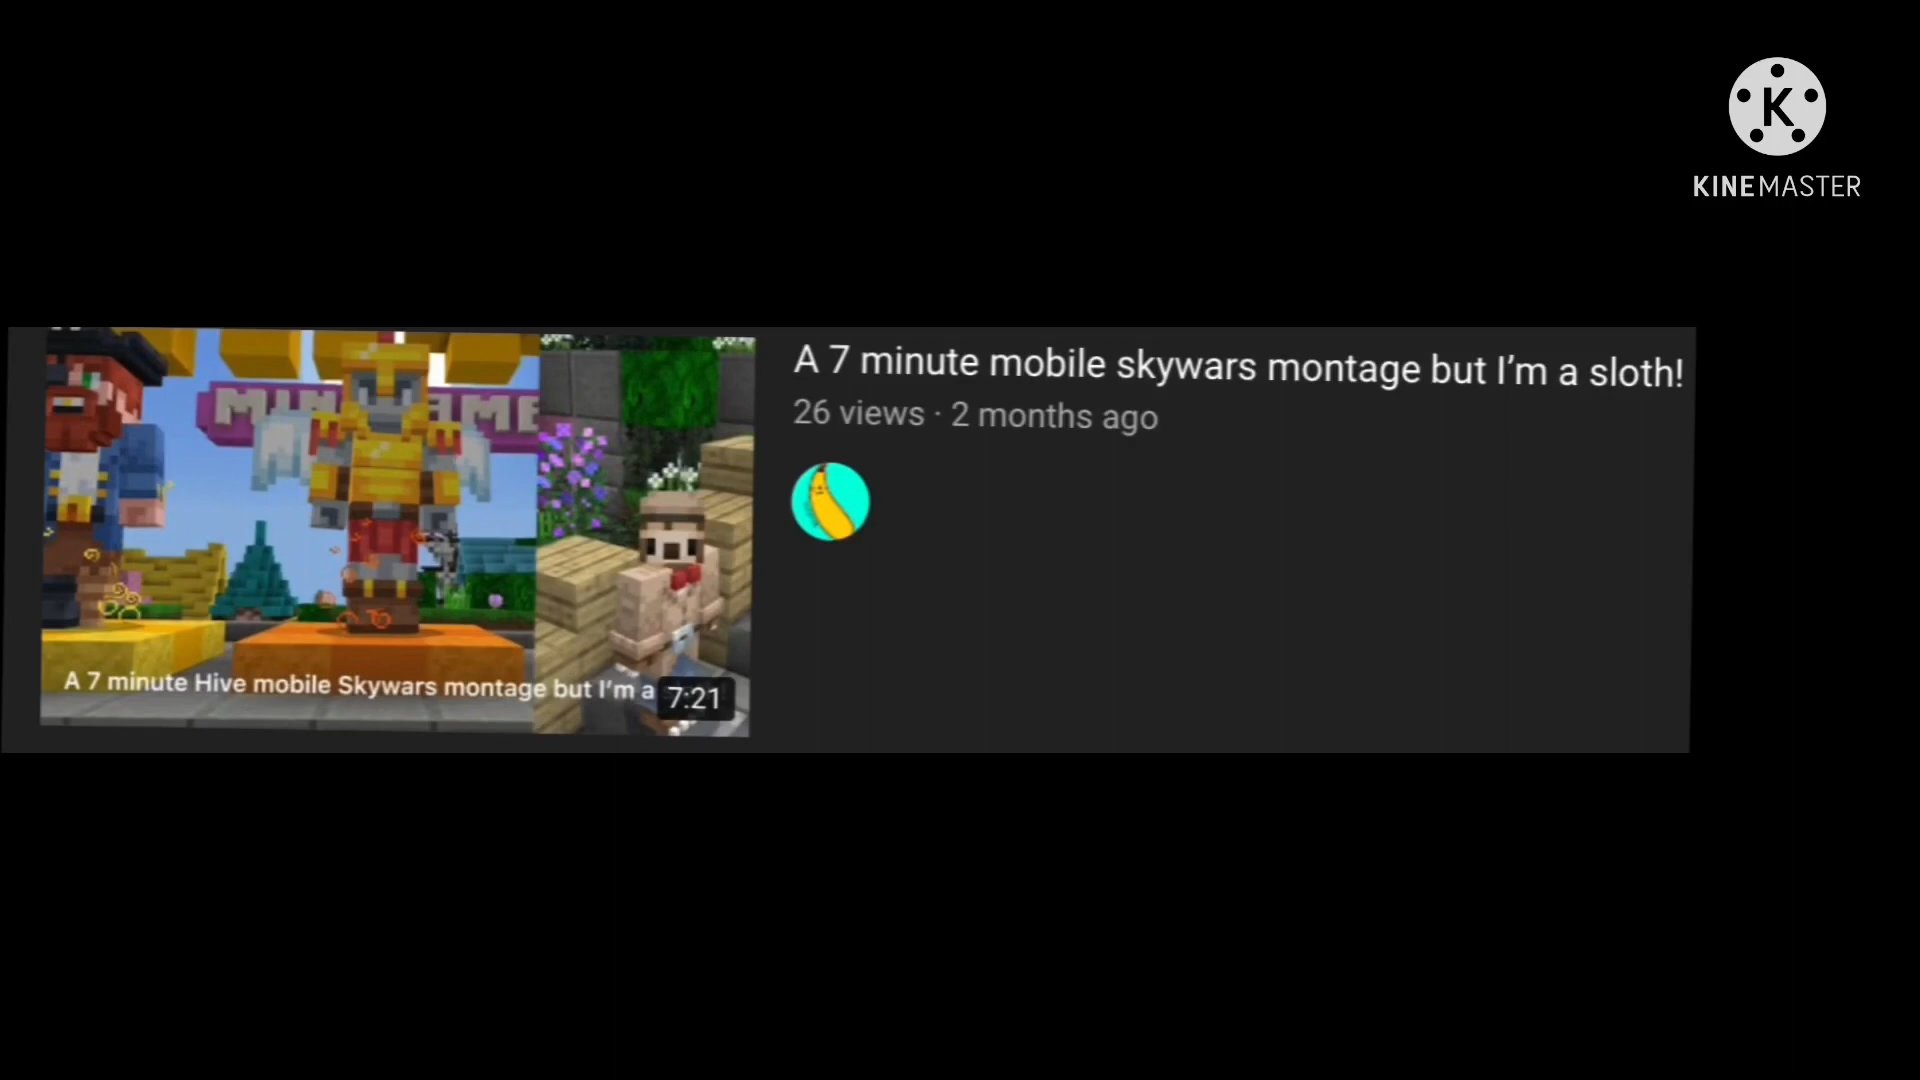 K
KINEMASTER
A 7 minute mobile skywars montage but I’m a sloth!
26 views · 2 months ago
A 7 minute Hive mobile Skywars montage but I’m a
7:21